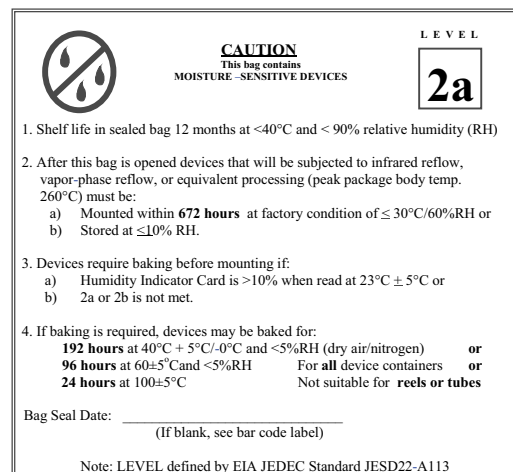 LEVEL
CAUTION
This bag contains
MOISTURE –SENSITIVE DEVICES
2a
1. Shelf life in sealed bag 12 months at <40°C and < 90% relative humidity (RH)
2. After this bag is opened devices that will be subjected to infrared reflow,
vapor-phase reflow, or equivalent processing (peak package body temp.
260°C) must be:
a) Mounted within 672 hours at factory condition of ≤ 30°C/60%RH or
b) Stored at ≤10% RH.
3. Devices require baking before mounting if:
a) Humidity Indicator Card is >10% when read at 23°C ± 5°C or
b) 2a or 2b is not met.
4. If baking is required, devices may be baked for:
192 hours at 40°C + 5°C/-0°C and <5%RH (dry air/nitrogen) or
96 hours at 60±5°Cand <5%RH For all device containers or
24 hours at 100±5°C Not suitable for reels or tubes
Bag Seal Date: ______________________________
(If blank, see bar code label)
Note: LEVEL defined by EIA JEDEC Standard JESD22-A113